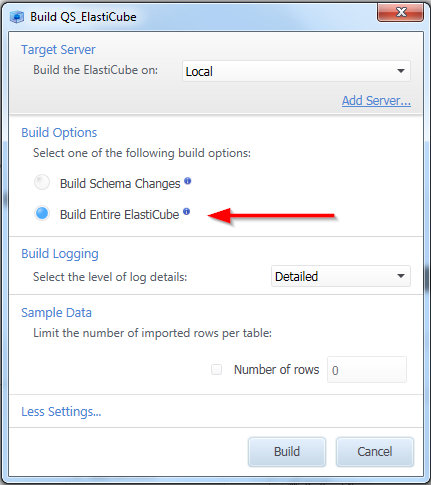 Build QS_ElastiCube
Target Server
Build the ElastiCube on: Local
Add Server...
Build Options
Select one of the following build options:
Build Schema Changes
Build Entire ElastiCube
Build Logging
Select the level of log details: Detailed
Sample Data
Limit the number of imported rows per table:
Number of rows 0
Less Settings...
Build Cancel